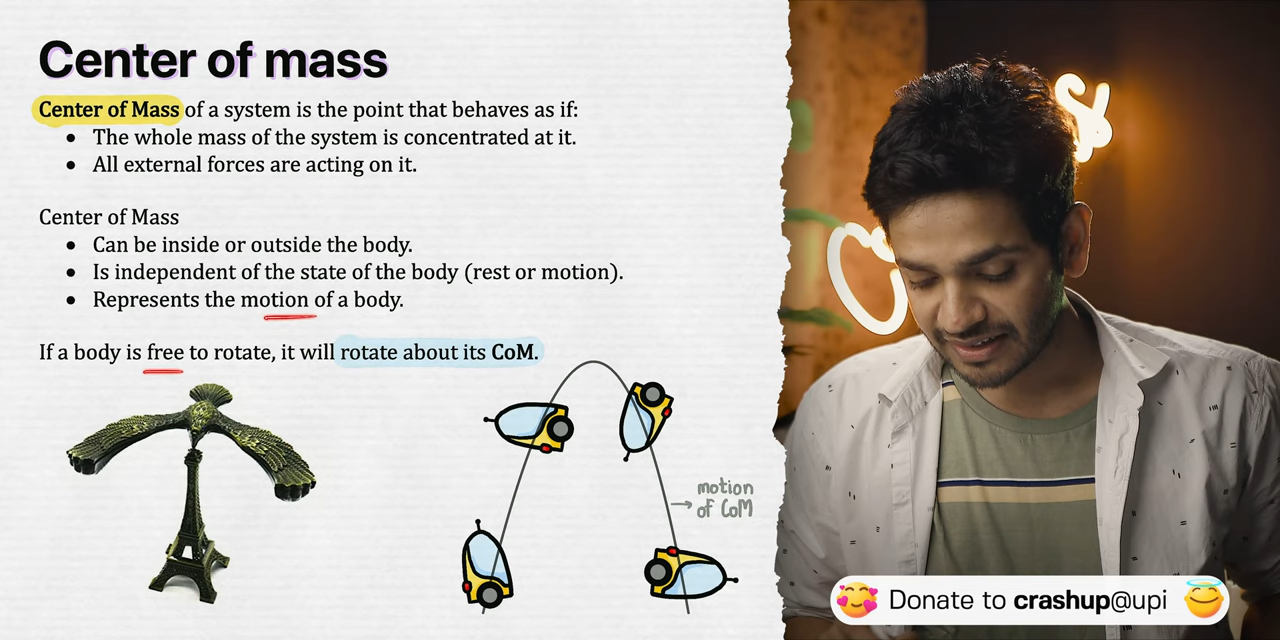 Center of mass
Center of Mass of a system is the point that behaves as if:
• The whole mass of the system is concentrated at it.
• All external forces are acting on it.
Center of Mass
• Can be inside or outside the body.
• Is independent of the state of the body (rest or motion).
• Represents the motion of a body.
If a body is free to rotate, it will rotate about its CoM.
motion
of CoM
Donate to crashup@upi